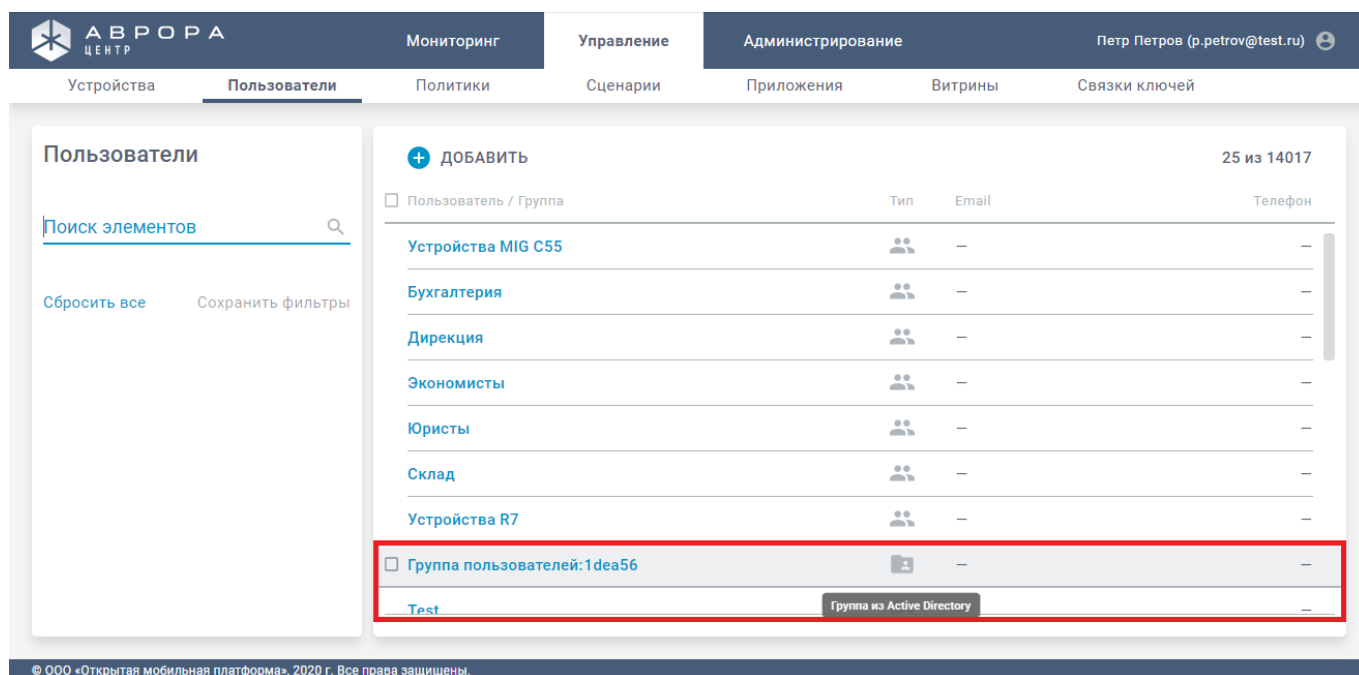 АВРОРА
ЦЕНТР
Мониторинг Управление Администрирование Петр Петров (p.petrov@test.ru)
Устройства Пользователи Политики Сценарии Приложения Витрины Связки ключей
Пользователи
ДОБАВИТЬ 25 из 14017
Пользователь / Группа Тип Email Телефон
Поиск элементов
Устройства MIG C55 — —
Сбросить все Сохранить фильтры
Бухгалтерия — —
Дирекция — —
Экономисты — —
Юристы — —
Склад — —
Устройства R7 — —
Группа пользователей:1dea56 — —
Test —
Группа из Active Directory
© ООО «Открытая мобильная платформа», 2020 г. Все права защищены.